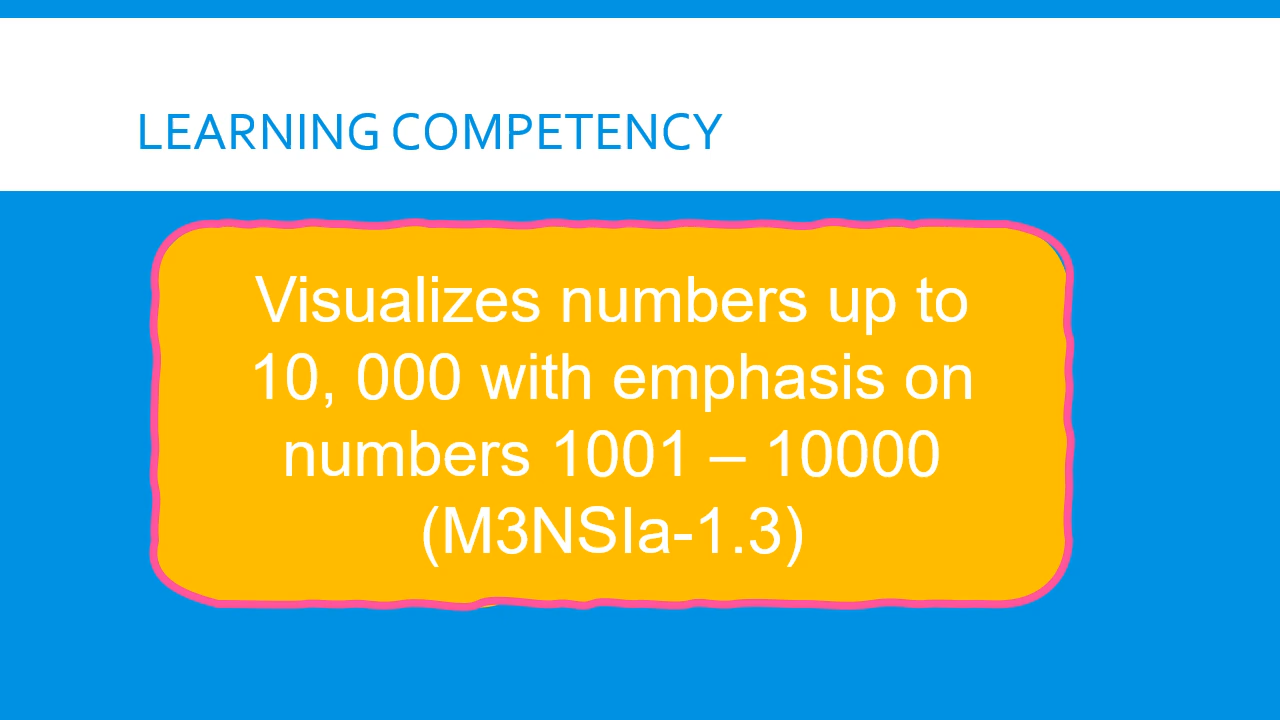 LEARNING COMPETENCY
Visualizes numbers up to
10, 000 with emphasis on
numbers 1001 – 10000
(M3NSIa-1.3)